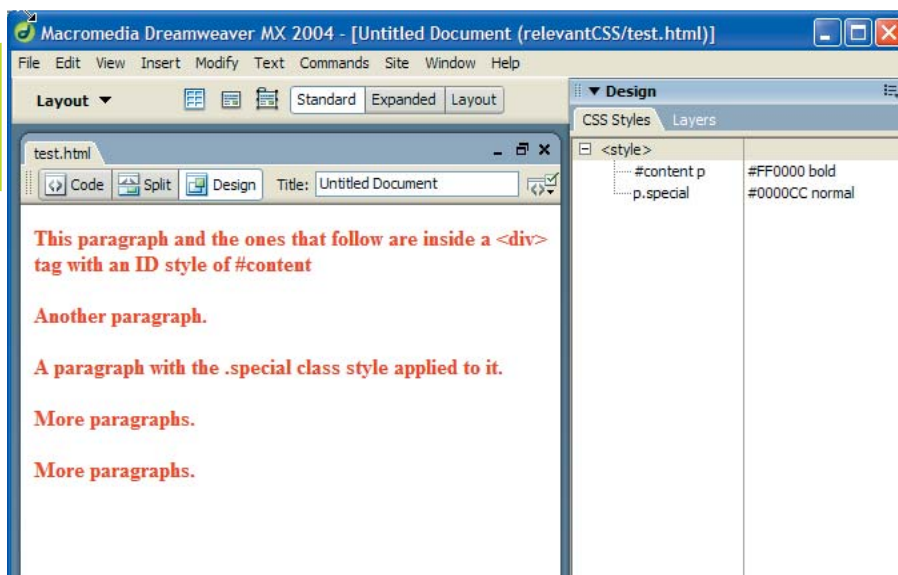 Macromedia Dreamweaver MX 2004 - [Untitled Document (relevantCSS/test.html)]
File Edit View Insert Modify Text Commands Site Window Help
Layout Standard Expanded Layout
test.html
Code Split Design Title: Untitled Document
This paragraph and the ones that follow are inside a <div>
tag with an ID style of #content
Another paragraph.
A paragraph with the .special class style applied to it.
More paragraphs.
More paragraphs.
Design
CSS Styles Layers
<style>
#content p #FF0000 bold
p.special #0000CC normal